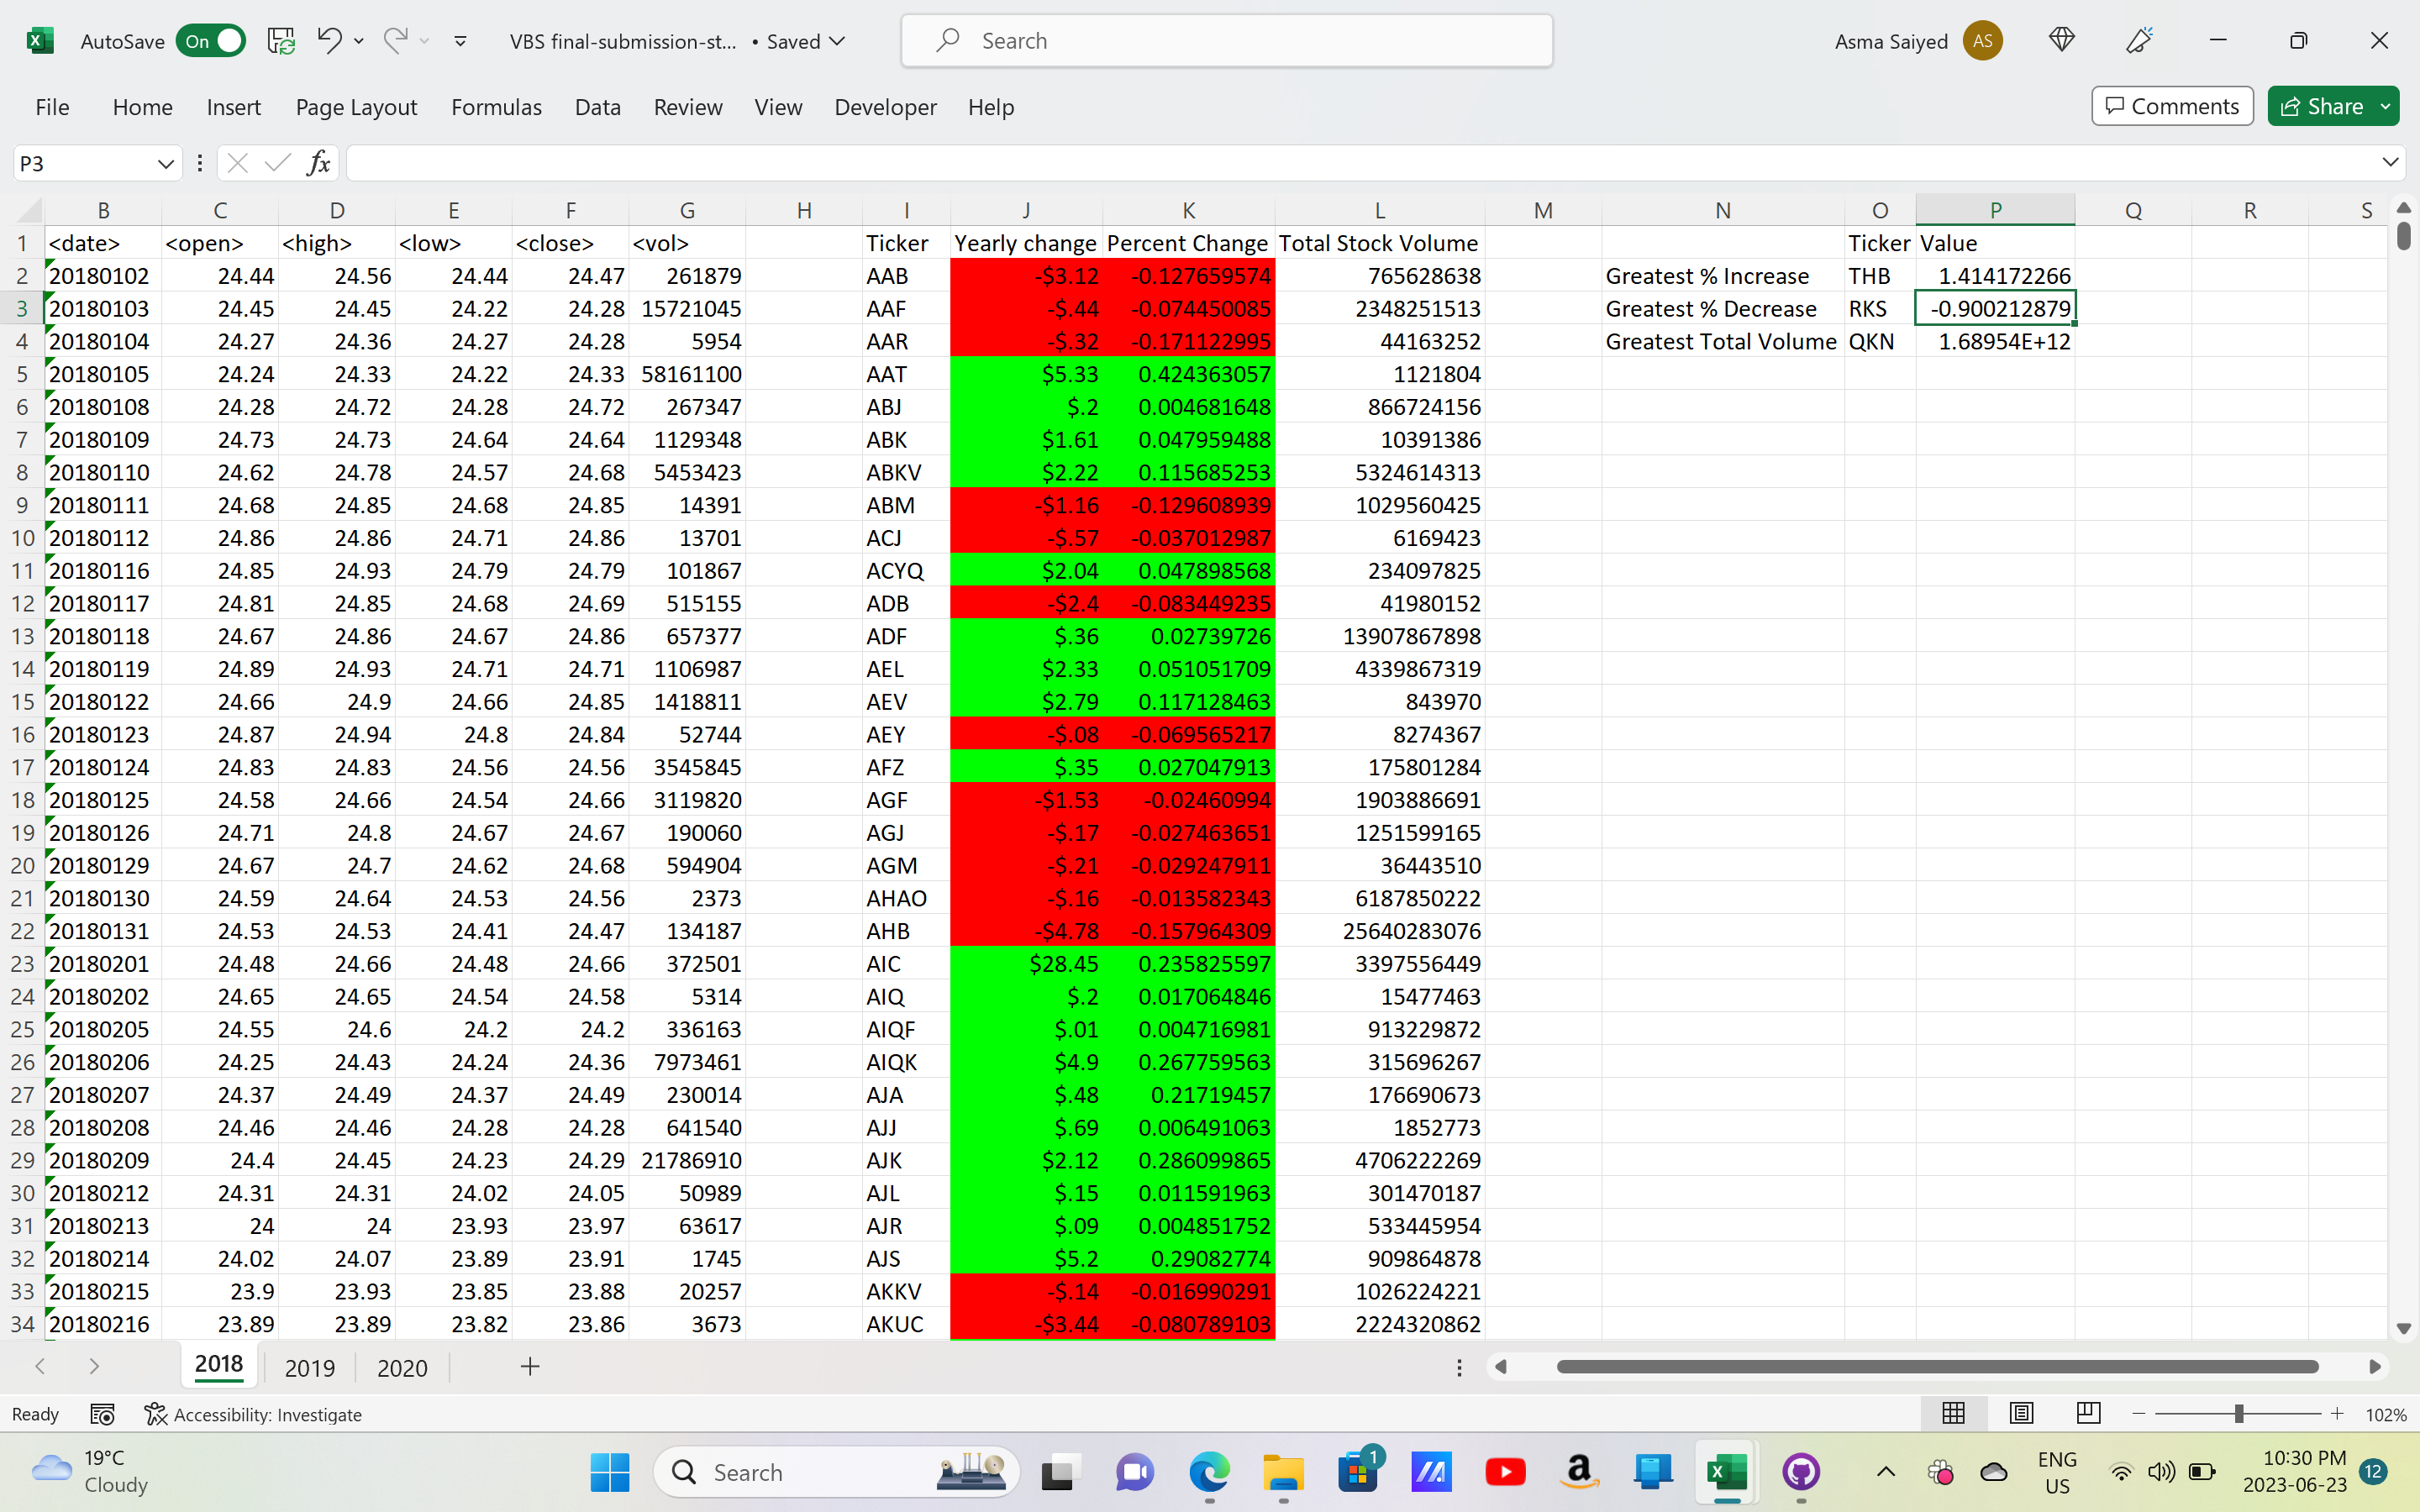 AutoSave On VBS final-submission-st... • Saved Search Asma Saiyed AS
File Home Insert Page Layout Formulas Data Review View Developer Help Comments Share
P3 fx
B C D E F G H I J K L M N O P Q R S
1 <date> <open> <high> <low> <close> <vol> Ticker Yearly change Percent Change Total Stock Volume Ticker Value
2 20180102 24.44 24.56 24.44 24.47 261879 AAB -$3.12 -0.127659574 765628638 Greatest % Increase THB 1.414172266
3 20180103 24.45 24.45 24.22 24.28 15721045 AAF -$.44 -0.074450085 2348251513 Greatest % Decrease RKS -0.900212879
4 20180104 24.27 24.36 24.27 24.28 5954 AAR -$.32 -0.171122995 44163252 Greatest Total Volume QKN 1.68954E+12
5 20180105 24.24 24.33 24.22 24.33 58161100 AAT $5.33 0.424363057 1121804
6 20180108 24.28 24.72 24.28 24.72 267347 ABJ $.2 0.004681648 866724156
7 20180109 24.73 24.73 24.64 24.64 1129348 ABK $1.61 0.047959488 10391386
8 20180110 24.62 24.78 24.57 24.68 5453423 ABKV $2.22 0.115685253 5324614313
9 20180111 24.68 24.85 24.68 24.85 14391 ABM -$1.16 -0.129608939 1029560425
10 20180112 24.86 24.86 24.71 24.86 13701 ACJ -$.57 -0.037012987 6169423
11 20180116 24.85 24.93 24.79 24.79 101867 ACYQ $2.04 0.047898568 234097825
12 20180117 24.81 24.85 24.68 24.69 515155 ADB -$2.4 -0.083449235 41980152
13 20180118 24.67 24.86 24.67 24.86 657377 ADF $.36 0.02739726 13907867898
14 20180119 24.89 24.93 24.71 24.71 1106987 AEL $2.33 0.051051709 4339867319
15 20180122 24.66 24.9 24.66 24.85 1418811 AEV $2.79 0.117128463 843970
16 20180123 24.87 24.94 24.8 24.84 52744 AEY -$.08 -0.069565217 8274367
17 20180124 24.83 24.83 24.56 24.56 3545845 AFZ $.35 0.027047913 175801284
18 20180125 24.58 24.66 24.54 24.66 3119820 AGF -$1.53 -0.02460994 1903886691
19 20180126 24.71 24.8 24.67 24.67 190060 AGJ -$.17 -0.027463651 1251599165
20 20180129 24.67 24.7 24.62 24.68 594904 AGM -$.21 -0.029247911 36443510
21 20180130 24.59 24.64 24.53 24.56 2373 AHAO -$.16 -0.013582343 6187850222
22 20180131 24.53 24.53 24.41 24.47 134187 AHB -$4.78 -0.157964309 25640283076
23 20180201 24.48 24.66 24.48 24.66 372501 AIC $28.45 0.235825597 3397556449
24 20180202 24.65 24.65 24.54 24.58 5314 AIQ $.2 0.017064846 15477463
25 20180205 24.55 24.6 24.2 24.2 336163 AIQF $.01 0.004716981 913229872
26 20180206 24.25 24.43 24.24 24.36 7973461 AIQK $4.9 0.267759563 315696267
27 20180207 24.37 24.49 24.37 24.49 230014 AJA $.48 0.21719457 176690673
28 20180208 24.46 24.46 24.28 24.28 641540 AJJ $.69 0.006491063 1852773
29 20180209 24.4 24.45 24.23 24.29 21786910 AJK $2.12 0.286099865 4706222269
30 20180212 24.31 24.31 24.02 24.05 50989 AJL $.15 0.011591963 301470187
31 20180213 24 24 23.93 23.97 63617 AJR $.09 0.004851752 533445954
32 20180214 24.02 24.07 23.89 23.91 1745 AJS $5.2 0.29082774 909864878
33 20180215 23.9 23.93 23.85 23.88 20257 AKKV -$.14 -0.016990291 1026224221
34 20180216 23.89 23.89 23.82 23.86 3673 AKUC -$3.44 -0.080789103 2224320862
2018 2019 2020
Ready Accessibility: Investigate 102%
19°C
Cloudy
Search 1
ENG
US
10:30 PM
2023-06-23
12